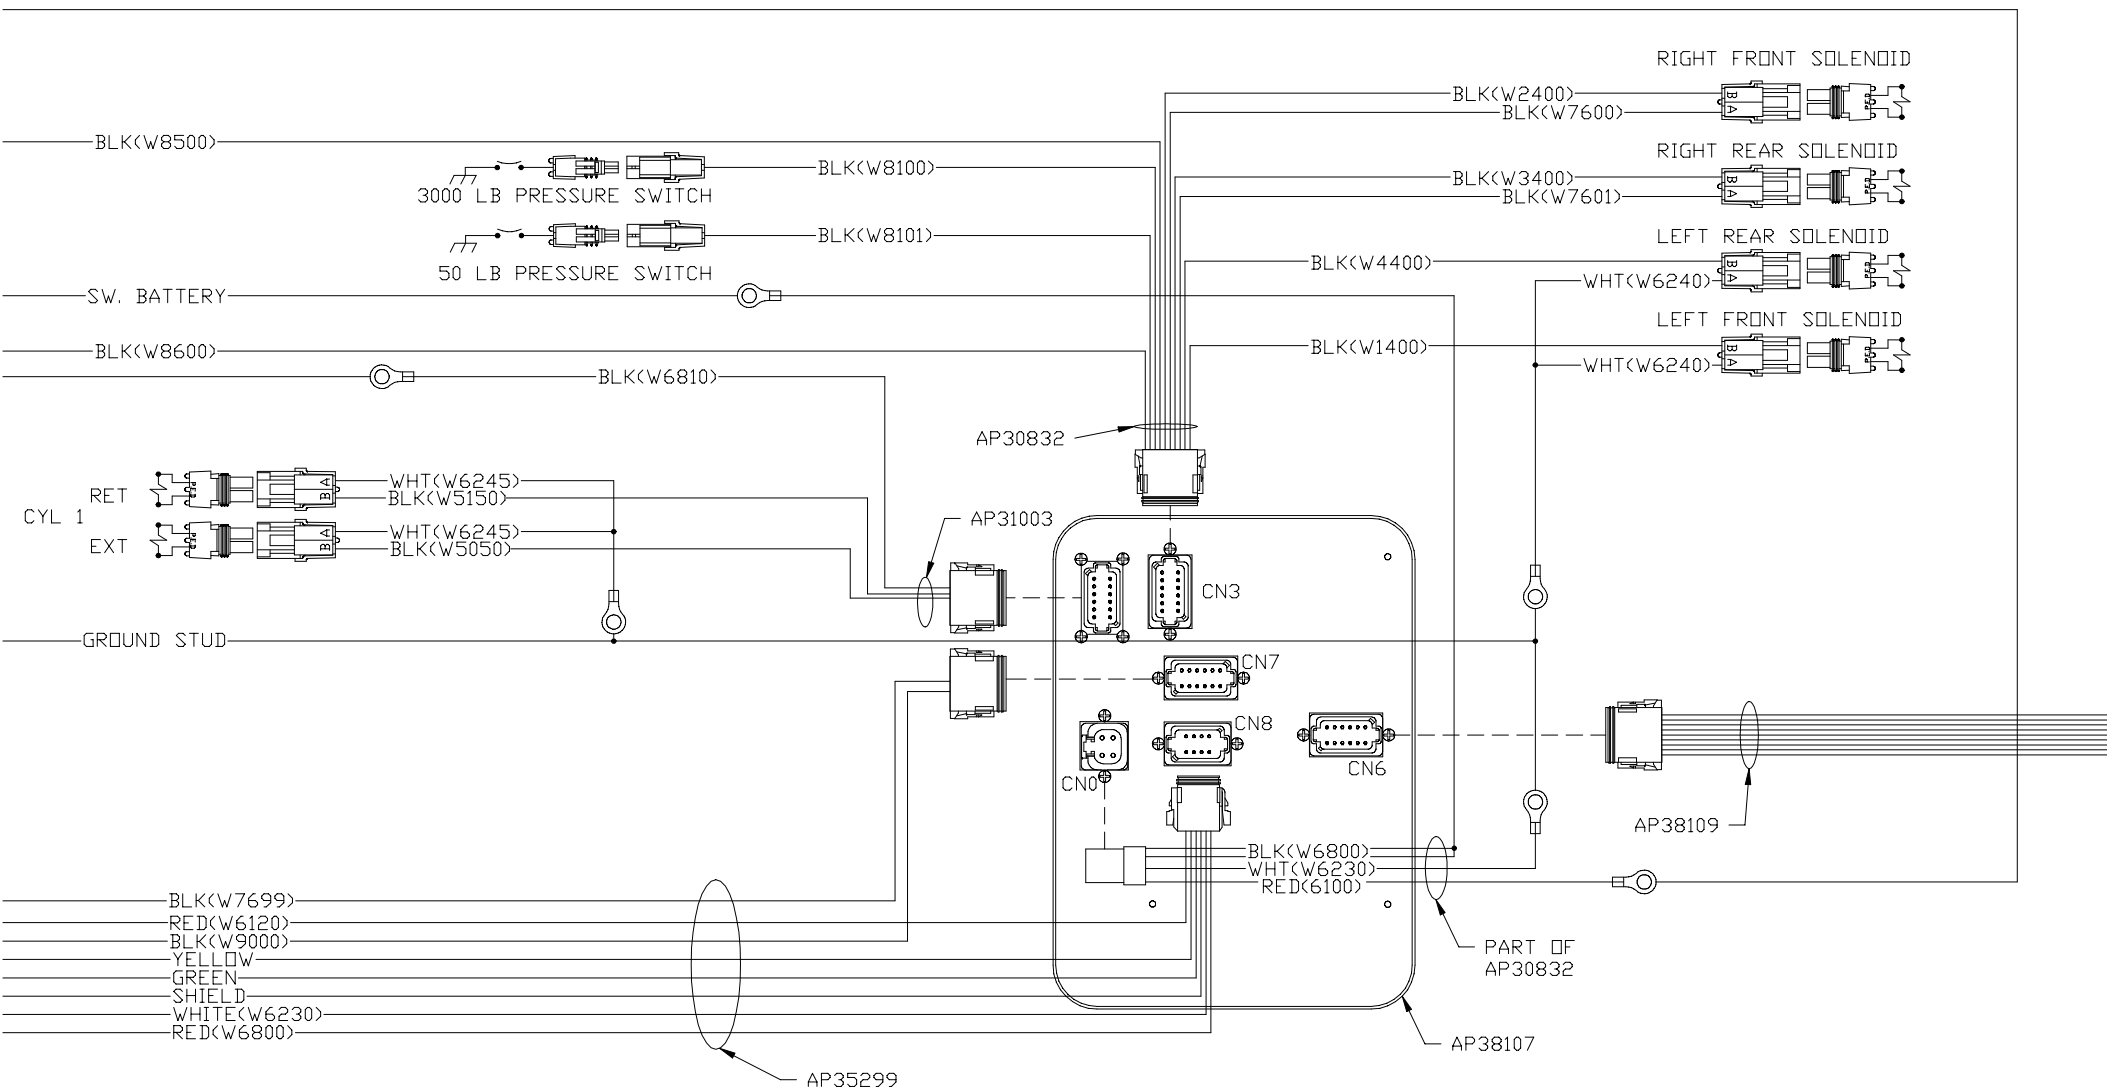 RIGHT FRONT SOLENOID
BLK(W2400)
BLK(W7600)
B
A
BLK(W8500)
RIGHT REAR SOLENOID
BLK(W8100)
BLK(W3400)
BLK(W7601)
B
A
3000 LB PRESSURE SWITCH
BLK(W8101)
LEFT REAR SOLENOID
50 LB PRESSURE SWITCH
BLK(W4400)
WHT(W6240)
B
A
SW. BATTERY
LEFT FRONT SOLENOID
BLK(W8600)
BLK(W1400)
WHT(W6240)
B
A
BLK(W6810)
AP30832
CYL 1
RET
A
B
WHT(W6245)
BLK(W5150)
EXT
A
B
WHT(W6245)
BLK(W5050)
AP31003
CN3
GROUND STUD
CN7
CN8
CN0
CN6
AP38109
BLK(W6800)
WHT(W6230)
RED(6100)
PART OF
AP30832
BLK(W7699)
RED(W6120)
BLK(W9000)
YELLOW
GREEN
SHIELD
WHITE(W6230)
RED(W6800)
AP38107
AP35299